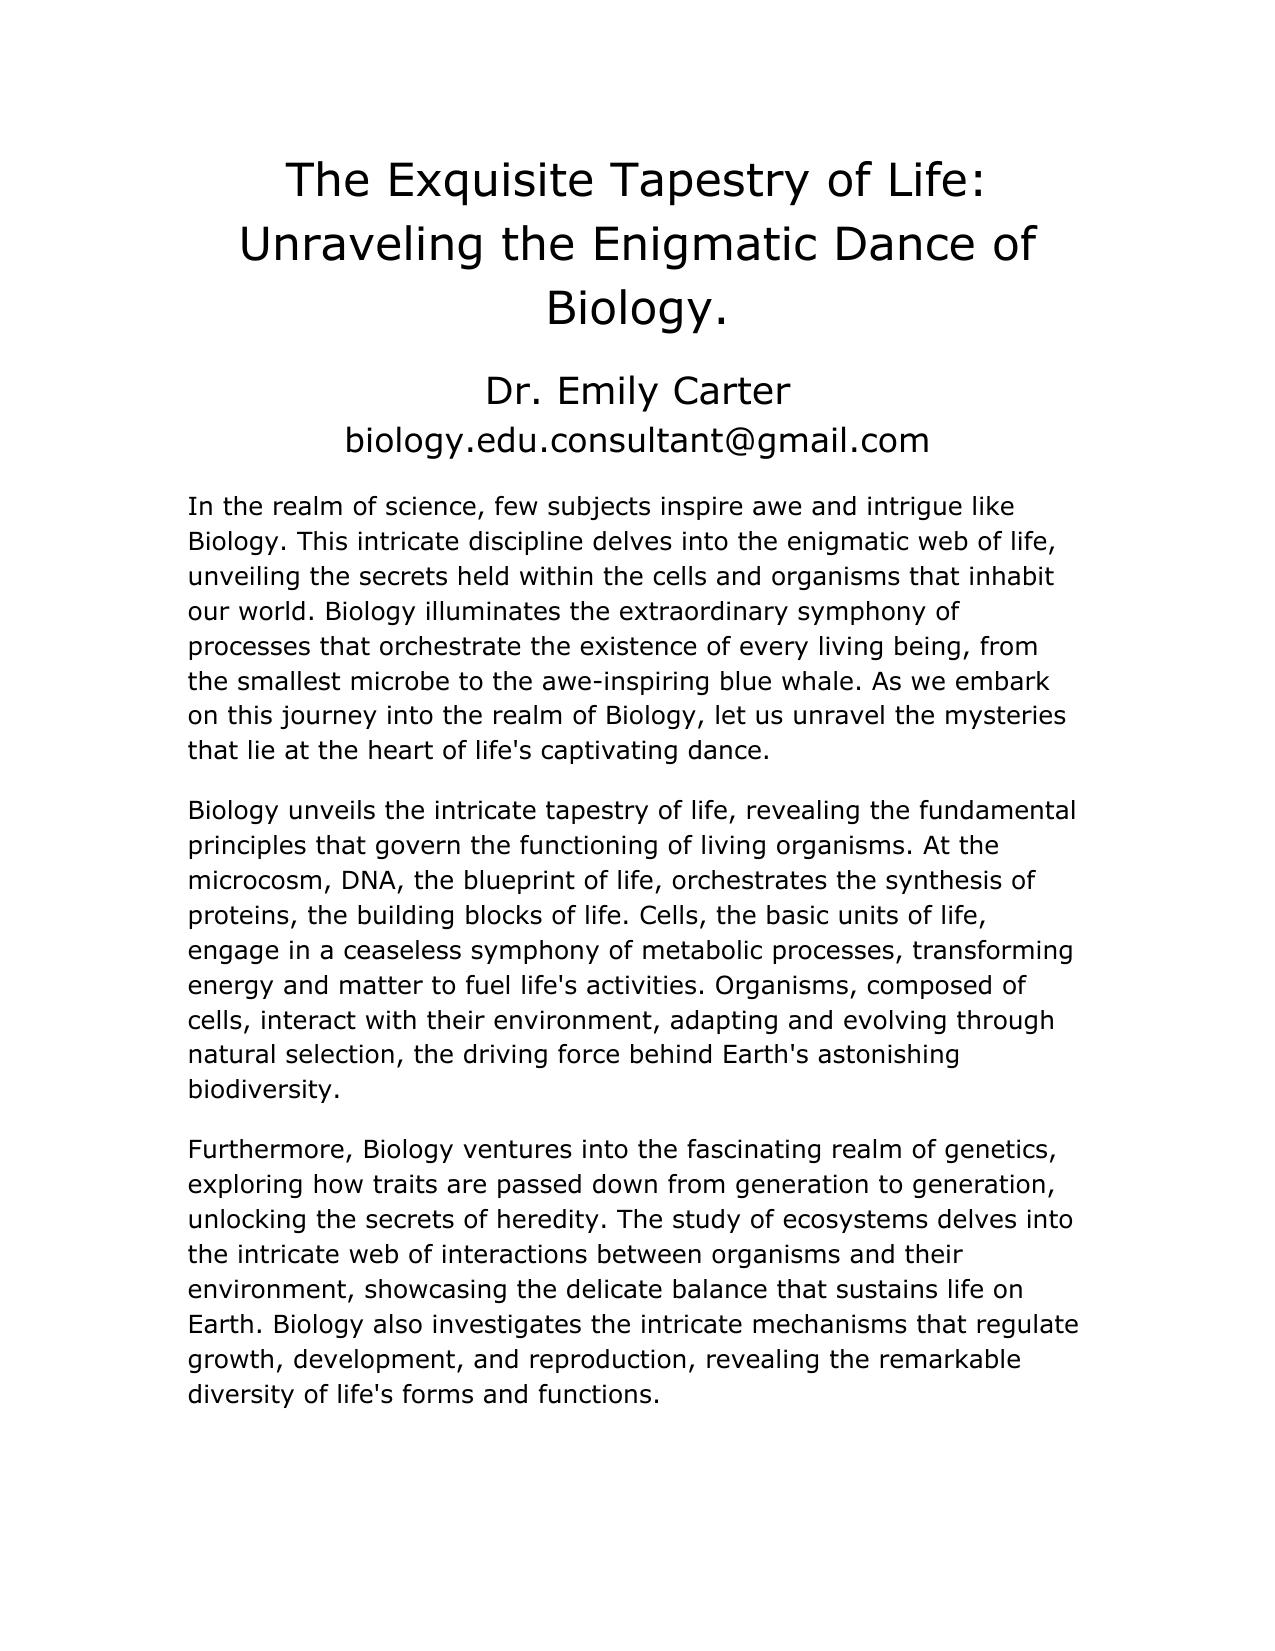 The Exquisite Tapestry of Life:
Unraveling the Enigmatic Dance of
Biology.
Dr. Emily Carter
biology.edu.consultant@gmail.com
In the realm of science, few subjects inspire awe and intrigue like
Biology. This intricate discipline delves into the enigmatic web of life,
unveiling the secrets held within the cells and organisms that inhabit
our world. Biology illuminates the extraordinary symphony of
processes that orchestrate the existence of every living being, from
the smallest microbe to the awe-inspiring blue whale. As we embark
on this journey into the realm of Biology, let us unravel the mysteries
that lie at the heart of life's captivating dance.
Biology unveils the intricate tapestry of life, revealing the fundamental
principles that govern the functioning of living organisms. At the
microcosm, DNA, the blueprint of life, orchestrates the synthesis of
proteins, the building blocks of life. Cells, the basic units of life,
engage in a ceaseless symphony of metabolic processes, transforming
energy and matter to fuel life's activities. Organisms, composed of
cells, interact with their environment, adapting and evolving through
natural selection, the driving force behind Earth's astonishing
biodiversity.
Furthermore, Biology ventures into the fascinating realm of genetics,
exploring how traits are passed down from generation to generation,
unlocking the secrets of heredity. The study of ecosystems delves into
the intricate web of interactions between organisms and their
environment, showcasing the delicate balance that sustains life on
Earth. Biology also investigates the intricate mechanisms that regulate
growth, development, and reproduction, revealing the remarkable
diversity of life's forms and functions.